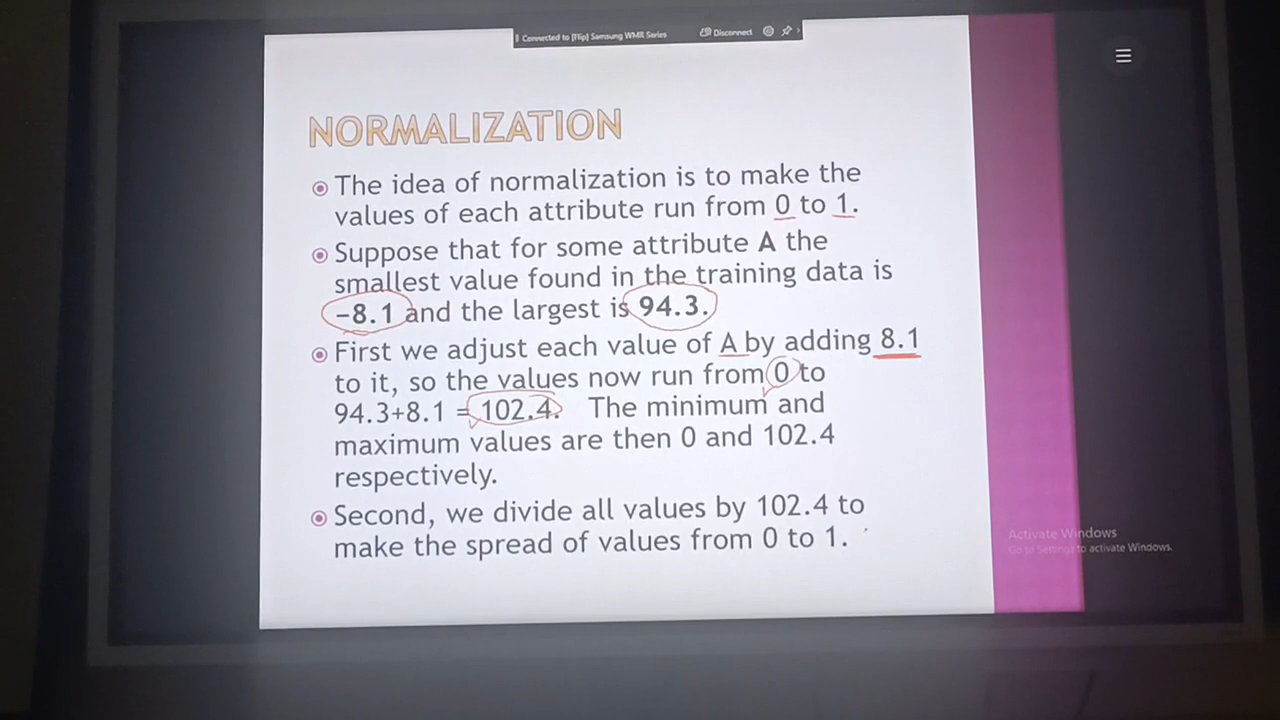 Connected to [Flip] Samsung WMR Series
Disconnect
NORMALIZATION
The idea of normalization is to make the
values of each attribute run from 0 to 1.
Suppose that for some attribute A the
smallest value found in the training data is
−8.1 and the largest is 94.3.
First we adjust each value of A by adding 8.1
to it, so the values now run from 0 to
94.3+8.1 = 102.4. The minimum and
maximum values are then 0 and 102.4
respectively.
Second, we divide all values by 102.4 to
make the spread of values from 0 to 1.
Activate Windows
Go to Settings to activate Windows.